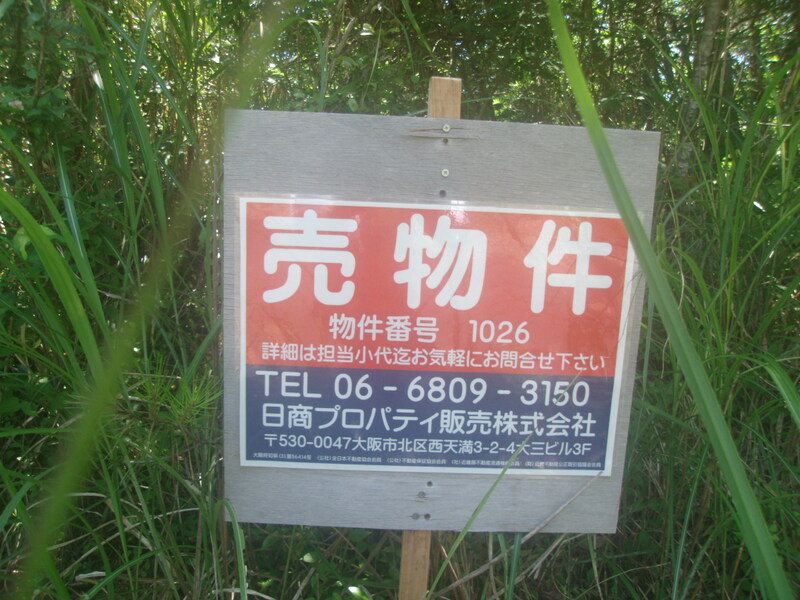 売物件
物件番号 1026
詳細は担当小代迄お気軽にお問合せ下さい
TEL 06-6809-3150
日商プロパティ販売株式会社
〒530-0047大阪市北区西天満3-2-4大三ビル3F